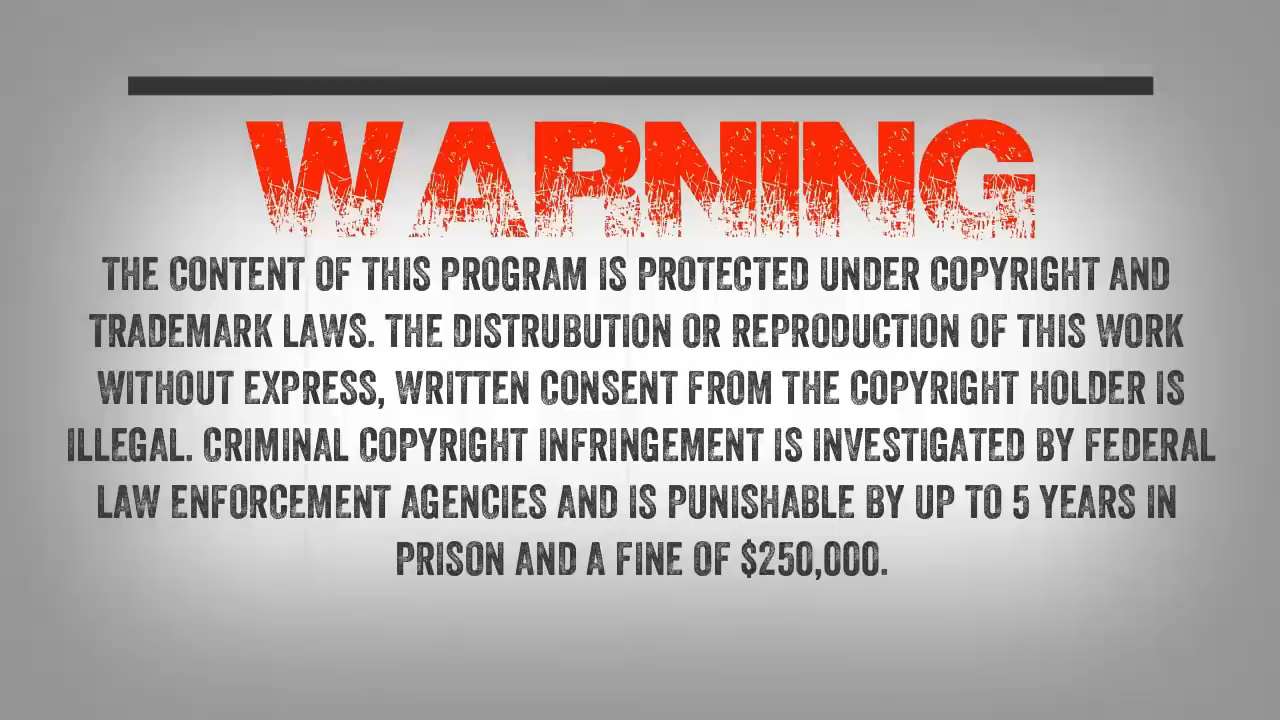 WARNING
THE CONTENT OF THIS PROGRAM IS PROTECTED UNDER COPYRIGHT AND
TRADEMARK LAWS. THE DISTRUBUTION OR REPRODUCTION OF THIS WORK
WITHOUT EXPRESS, WRITTEN CONSENT FROM THE COPYRIGHT HOLDER IS
ILLEGAL. CRIMINAL COPYRIGHT INFRINGEMENT IS INVESTIGATED BY FEDERAL
LAW ENFORCEMENT AGENCIES AND IS PUNISHABLE BY UP TO 5 YEARS IN
PRISON AND A FINE OF $250,000.